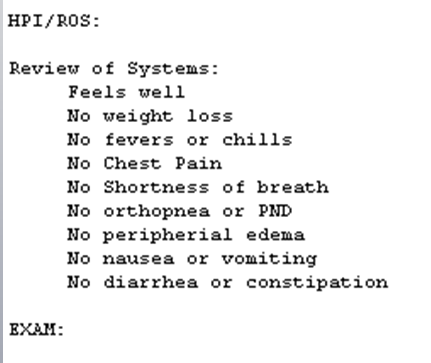 HPI/ROS:
Review of Systems:
Feels well
No weight loss
No fevers or chills
No Chest Pain
No Shortness of breath
No orthopnea or PND
No peripherial edema
No nausea or vomiting
No diarrhea or constipation
EXAM: